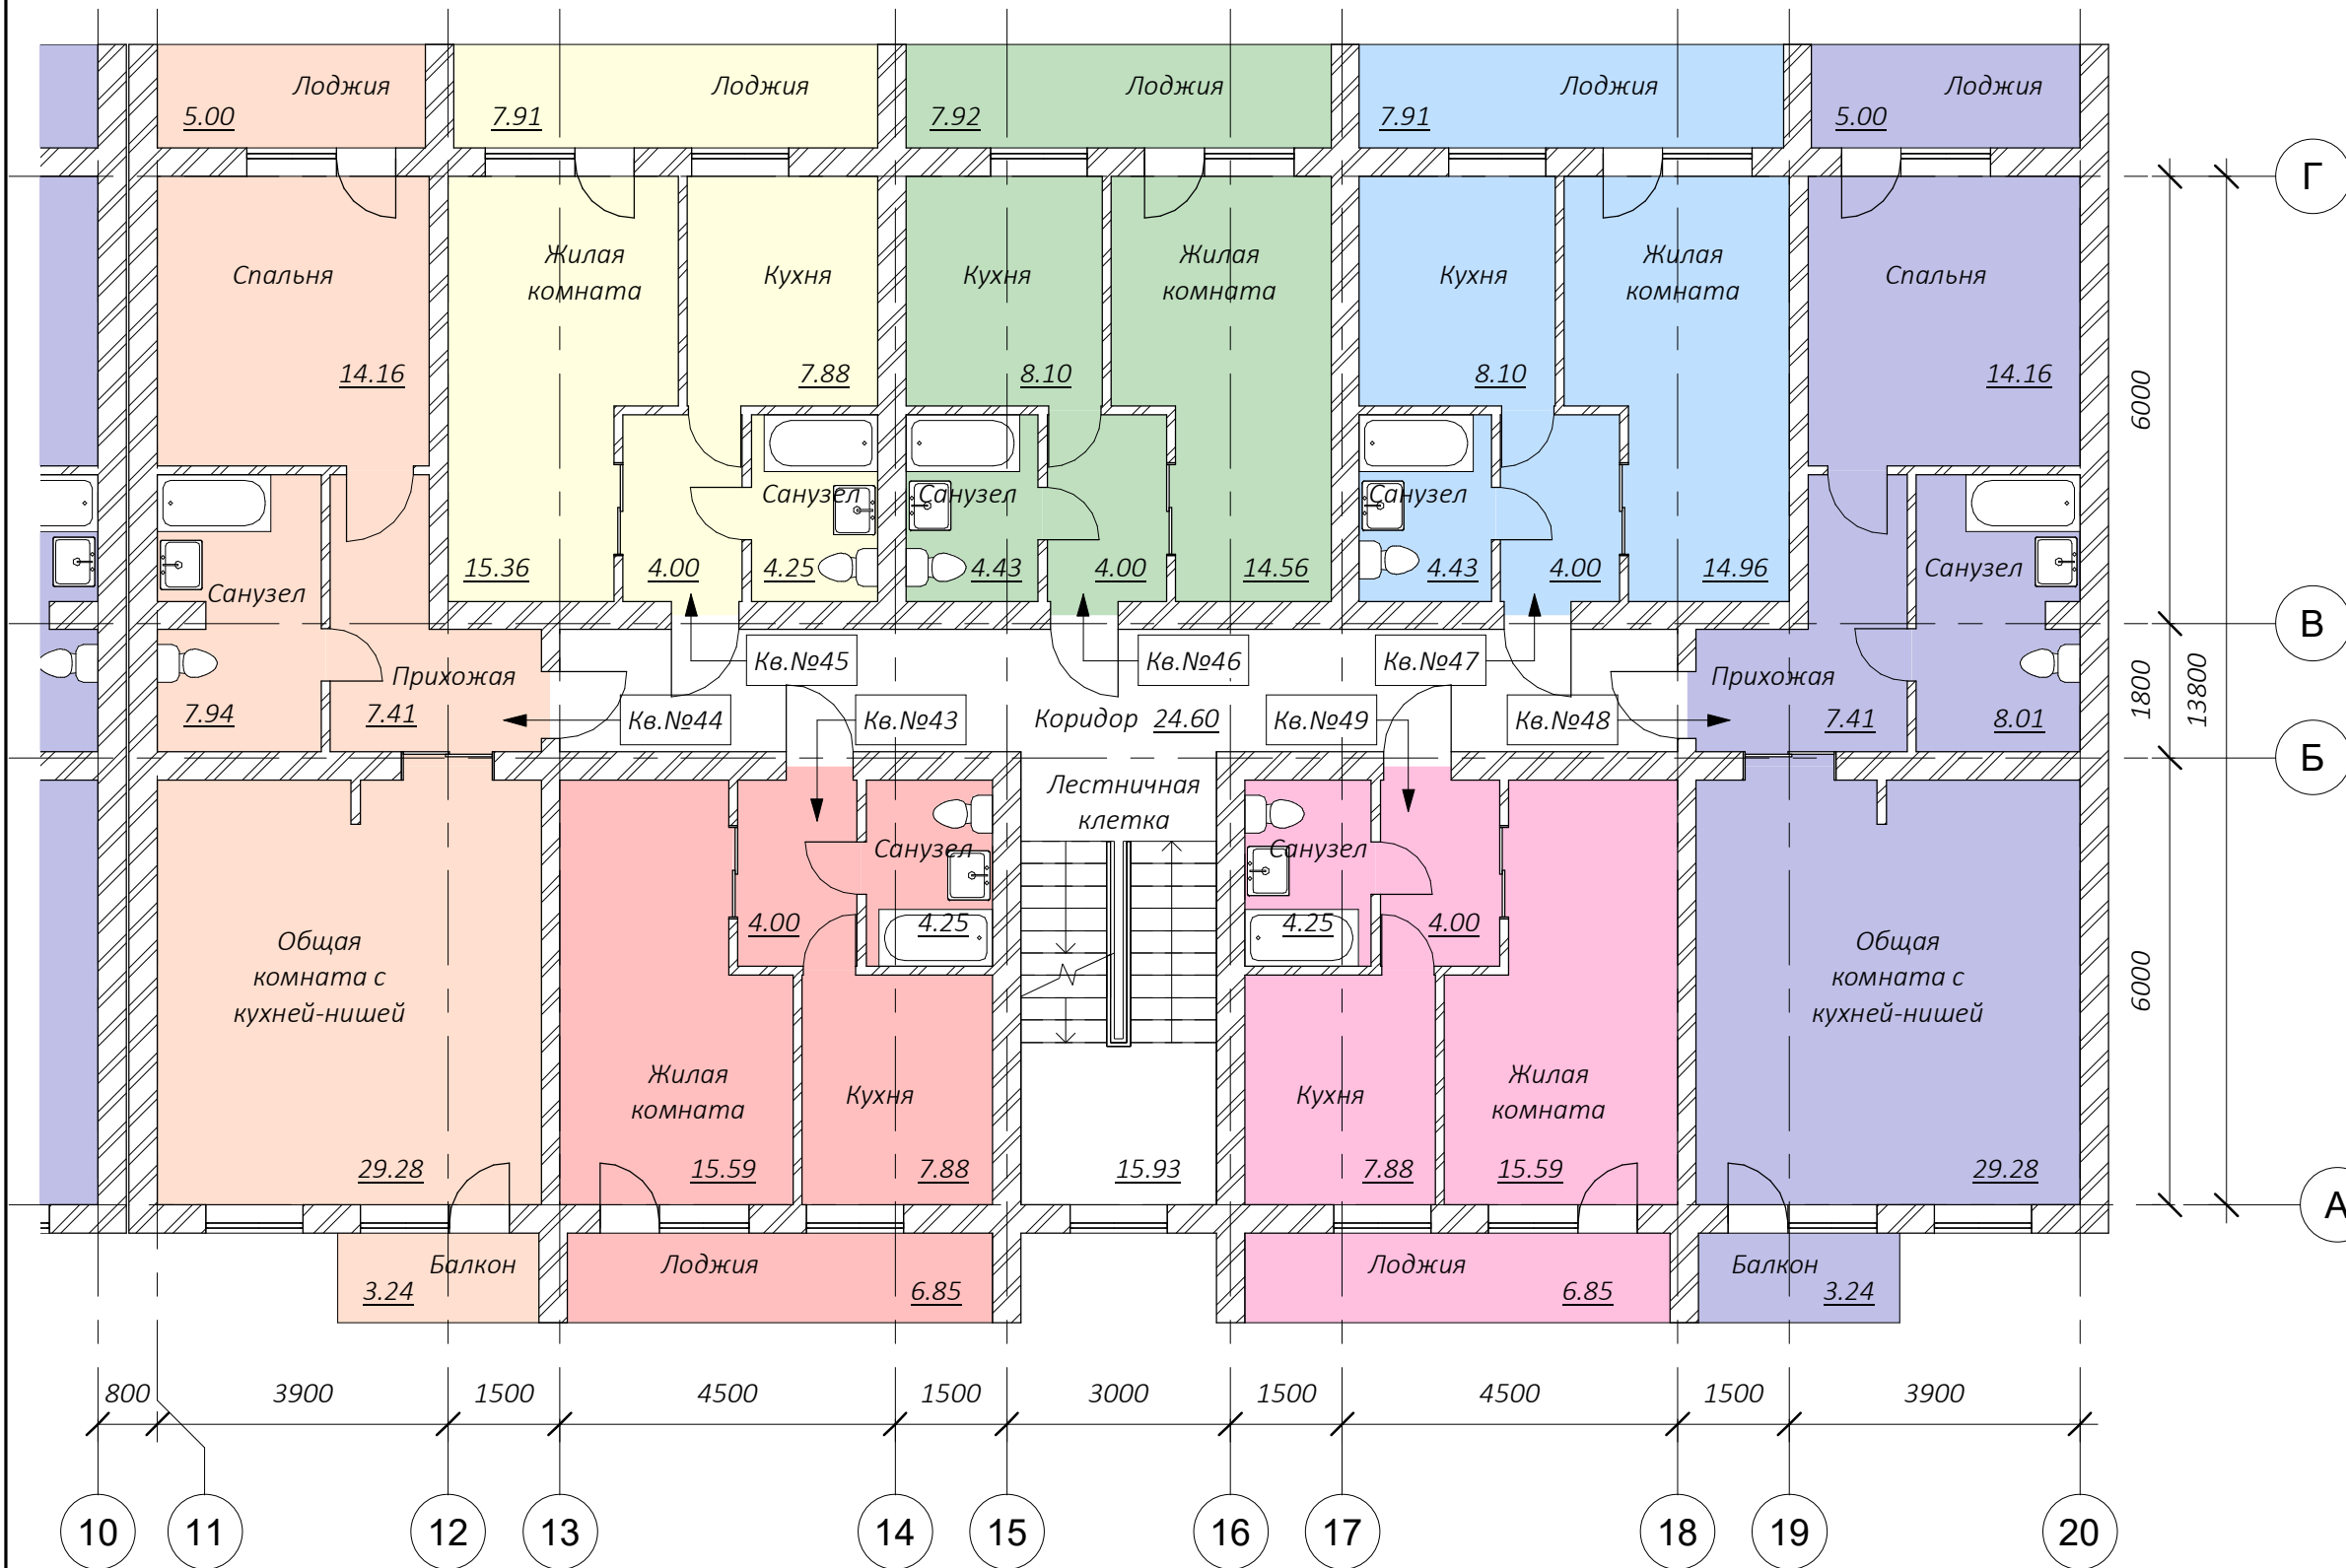 Лоджия
5.00
Лоджия
7.91
Лоджия
7.92
Лоджия
7.91
Лоджия
5.00
Г
Спальня
14.16
Жилая
комната
15.36
Кухня
7.88
Кухня
8.10
Жилая
комната
14.56
Кухня
8.10
Жилая
комната
14.96
Спальня
14.16
6000
Санузел
7.94
4.00
Санузел
4.25
Санузел
4.43
4.00
Санузел
4.43
4.00
Санузел
8.01
В
Прихожая
7.41
Кв.№45
Кв.№46
Кв.№47
Прихожая
7.41
Кв.№44
Кв.№43
Коридор 24.60
Кв.№49
Кв.№48
1800
13800
Б
Лестничная
клетка
15.93
Санузел
4.25
4.00
Санузел
4.25
4.00
Общая
комната с
кухней-нишей
29.28
Жилая
комната
15.59
Кухня
7.88
Кухня
7.88
Жилая
комната
15.59
Общая
комната с
кухней-нишей
29.28
6000
А
Балкон
3.24
Лоджия
6.85
Лоджия
6.85
Балкон
3.24
800
3900
1500
4500
1500
3000
1500
4500
1500
3900
10
11
12
13
14
15
16
17
18
19
20